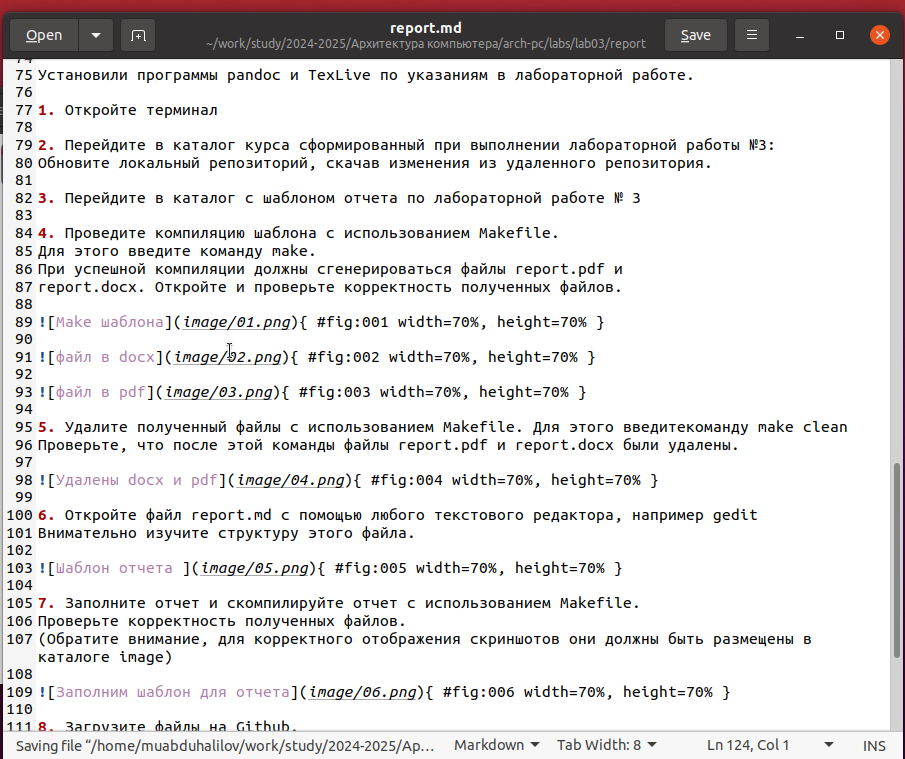 Open
report.md
~/work/study/2024-2025/Архитектура компьютера/arch-pc/labs/lab03/report
Save
74
75 Установили программы pandoc и TexLive по указаниям в лабораторной работе.
76
77 1. Откройте терминал
78
79 2. Перейдите в каталог курса сформированный при выполнении лабораторной работы №3:
80 Обновите локальный репозиторий, скачав изменения из удаленного репозитория.
81
82 3. Перейдите в каталог с шаблоном отчета по лабораторной работе № 3
83
84 4. Проведите компиляцию шаблона с использованием Makefile.
85 Для этого введите команду make.
86 При успешной компиляции должны сгенерироваться файлы report.pdf и
87 report.docx. Откройте и проверьте корректность полученных файлов.
88
89 ![Make шаблона](image/01.png){ #fig:001 width=70%, height=70% }
90
91 ![файл в docx](image/02.png){ #fig:002 width=70%, height=70% }
92
93 ![файл в pdf](image/03.png){ #fig:003 width=70%, height=70% }
94
95 5. Удалите полученный файлы с использованием Makefile. Для этого введитекоманду make clean
96 Проверьте, что после этой команды файлы report.pdf и report.docx были удалены.
97
98 ![Удалены docx и pdf](image/04.png){ #fig:004 width=70%, height=70% }
99
100 6. Откройте файл report.md c помощью любого текстового редактора, например gedit
101 Внимательно изучите структуру этого файла.
102
103 ![Шаблон отчета ](image/05.png){ #fig:005 width=70%, height=70% }
104
105 7. Заполните отчет и скомпилируйте отчет с использованием Makefile.
106 Проверьте корректность полученных файлов.
107 (Обратите внимание, для корректного отображения скриншотов они должны быть размещены в
каталоге image)
108
109 ![Заполним шаблон для отчета](image/06.png){ #fig:006 width=70%, height=70% }
110
111 8. Загрузите файлы на Github.
Saving file “/home/muabduhalilov/work/study/2024-2025/Ар… Markdown Tab Width: 8 Ln 124, Col 1 INS